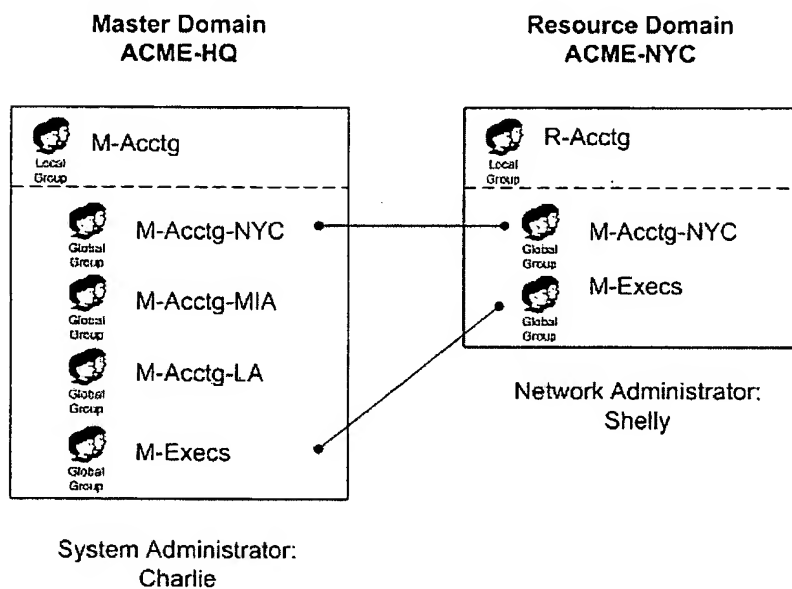 Master Domain
ACME-HQ
Local
Group
M-Acctg
Global
Group
M-Acctg-NYC
Global
Group
M-Acctg-MIA
Global
Group
M-Acctg-LA
Global
Group
M-Execs
System Administrator:
Charlie
Resource Domain
ACME-NYC
Local
Group
R-Acctg
Global
Group
M-Acctg-NYC
Global
Group
M-Execs
Network Administrator:
Shelly